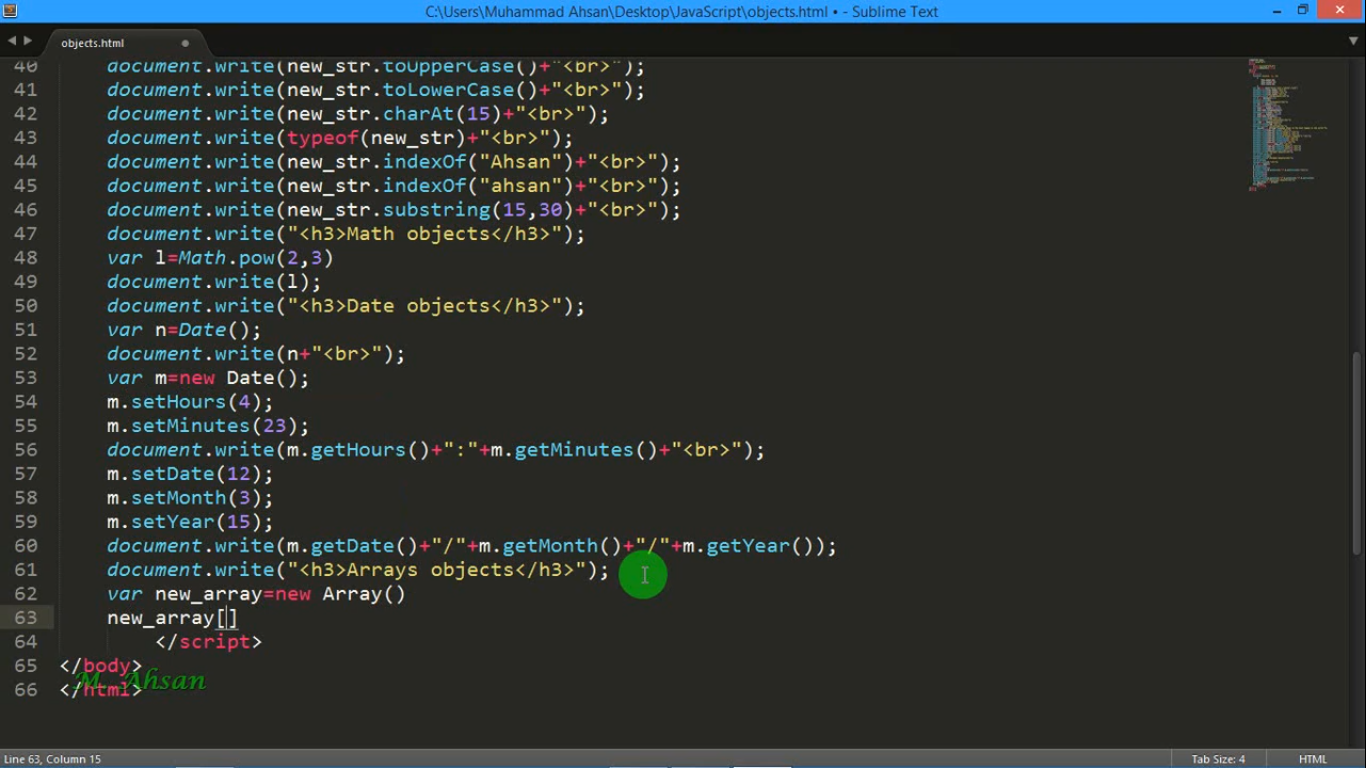 C:\Users\Muhammad Ahsan\Desktop\JavaScript\objects.html • - Sublime Text
objects.html
40 document.write(new_str.toUpperCase()+"<br>");
41 document.write(new_str.toLowerCase()+"<br>");
42 document.write(new_str.charAt(15)+"<br>");
43 document.write(typeof(new_str)+"<br>");
44 document.write(new_str.indexOf("Ahsan")+"<br>");
45 document.write(new_str.indexOf("ahsan")+"<br>");
46 document.write(new_str.substring(15,30)+"<br>");
47 document.write("<h3>Math objects</h3>");
48 var l=Math.pow(2,3)
49 document.write(l);
50 document.write("<h3>Date objects</h3>");
51 var n=Date();
52 document.write(n+"<br>");
53 var m=new Date();
54 m.setHours(4);
55 m.setMinutes(23);
56 document.write(m.getHours()+":"+m.getMinutes()+"<br>");
57 m.setDate(12);
58 m.setMonth(3);
59 m.setYear(15);
60 document.write(m.getDate()+"/"+m.getMonth()+"/"+m.getYear());
61 document.write("<h3>Arrays objects</h3>");
62 var new_array=new Array()
63 new_array[]
64 </script>
65 </body>
66 </html>
M. Ahsan
Line 63, Column 15
Tab Size: 4
HTML